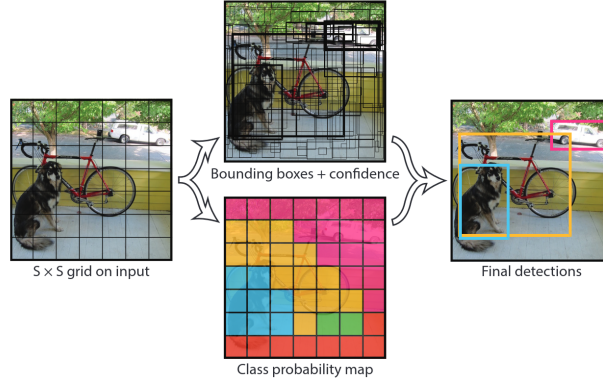 Bounding boxes + confidence
S × S grid on input
Final detections
Class probability map